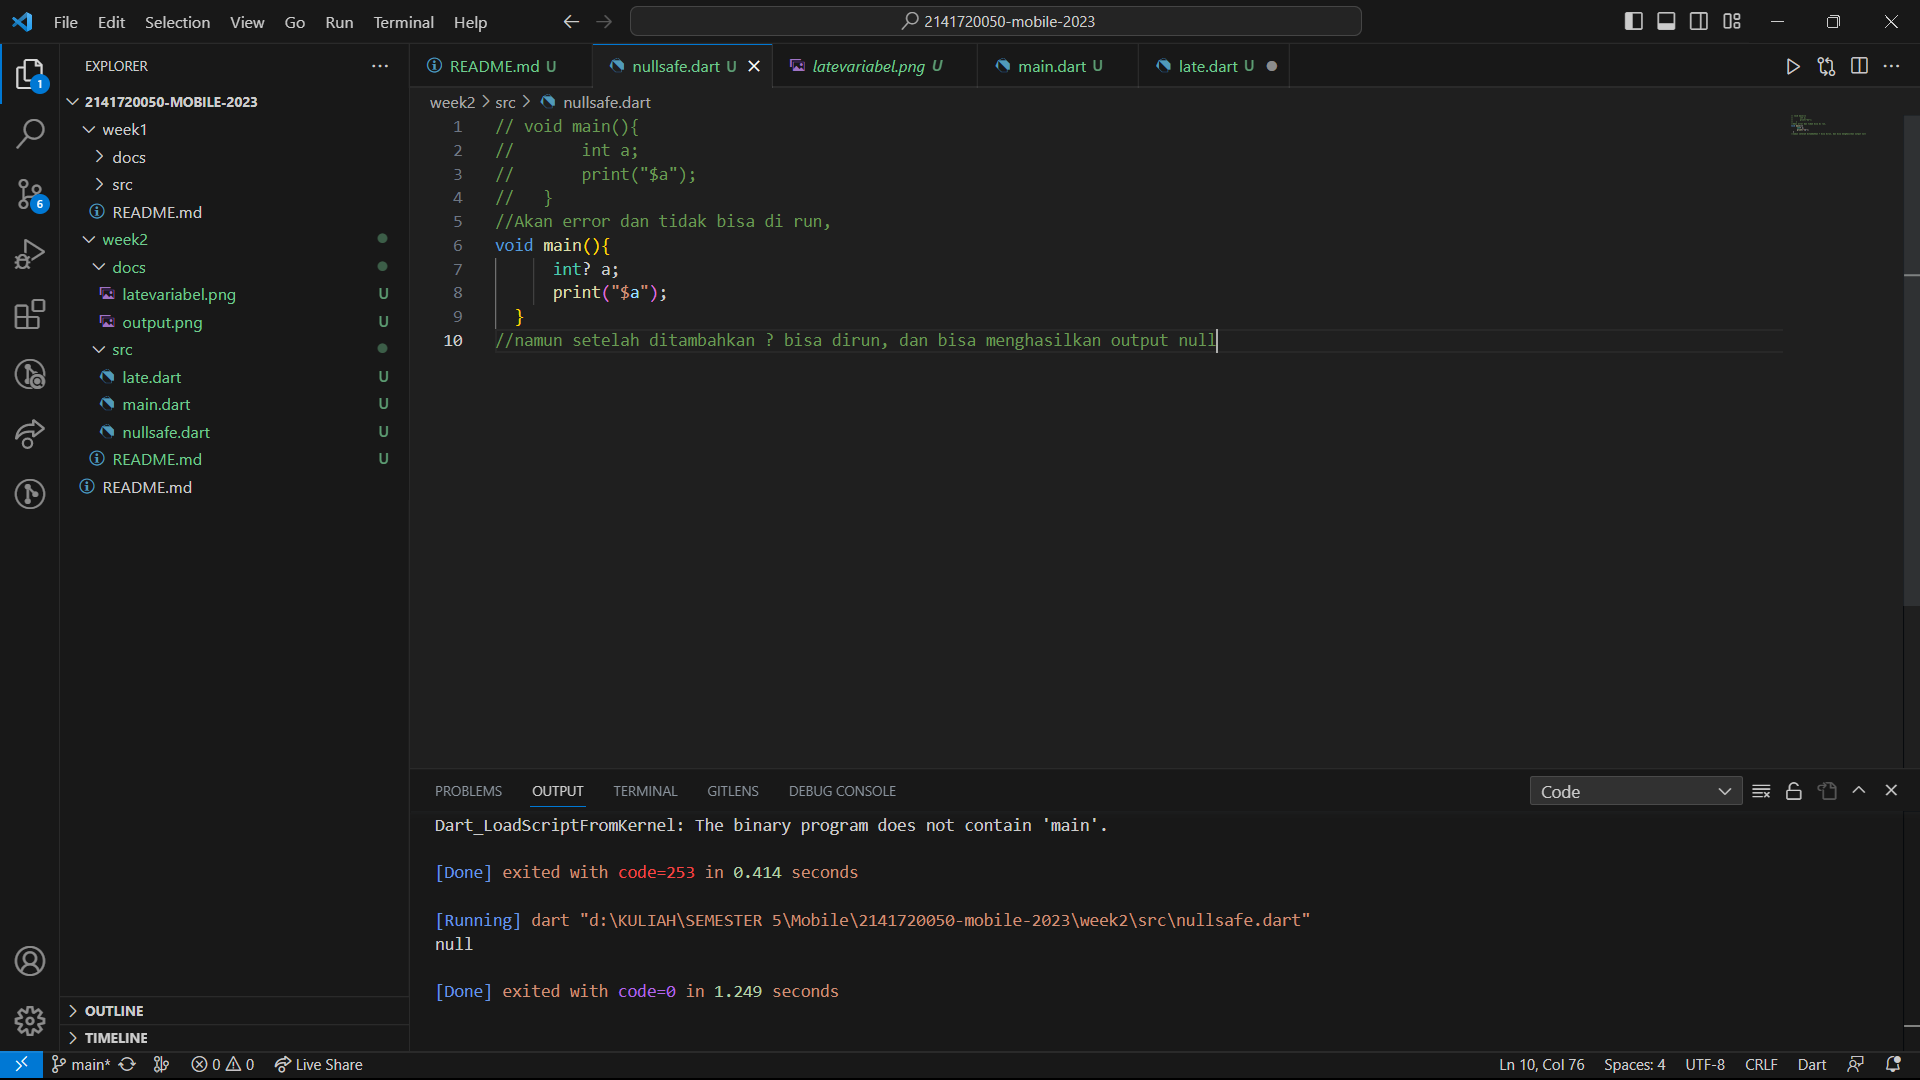 File Edit Selection View Go Run Terminal Help
2141720050-mobile-2023
EXPLORER
2141720050-MOBILE-2023
week1
docs
src
README.md
week2
docs
latevariabel.png U
output.png U
src
late.dart U
main.dart U
nullsafe.dart U
README.md U
README.md
OUTLINE
TIMELINE
1
6
README.md U
nullsafe.dart U
latevariabel.png U
main.dart U
late.dart U
week2 > src > nullsafe.dart
1 // void main(){
2 //       int a;
3 //       print("$a");
4 //   }
5 //Akan error dan tidak bisa di run,
6 void main(){
7       int? a;
8       print("$a");
9   }
10 //namun setelah ditambahkan ? bisa dirun, dan bisa menghasilkan output null
PROBLEMS OUTPUT TERMINAL GITLENS DEBUG CONSOLE
Code
Dart_LoadScriptFromKernel: The binary program does not contain 'main'.
[Done] exited with code=253 in 0.414 seconds
[Running] dart "d:\KULIAH\SEMESTER 5\Mobile\2141720050-mobile-2023\week2\src\nullsafe.dart"
null
[Done] exited with code=0 in 1.249 seconds
main* 0 0 Live Share
Ln 10, Col 76 Spaces: 4 UTF-8 CRLF Dart